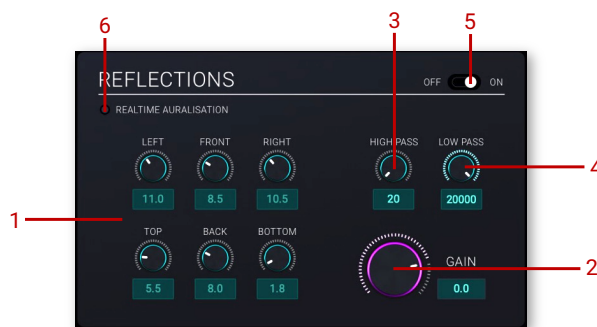 6 3 5
REFLECTIONS OFF ON
REALTIME AURALISATION
LEFT FRONT RIGHT HIGH PASS LOW PASS
4
11.0 8.5 10.5 20 20000
1
TOP BACK BOTTOM
GAIN
2
5.5 8.0 1.8 0.0